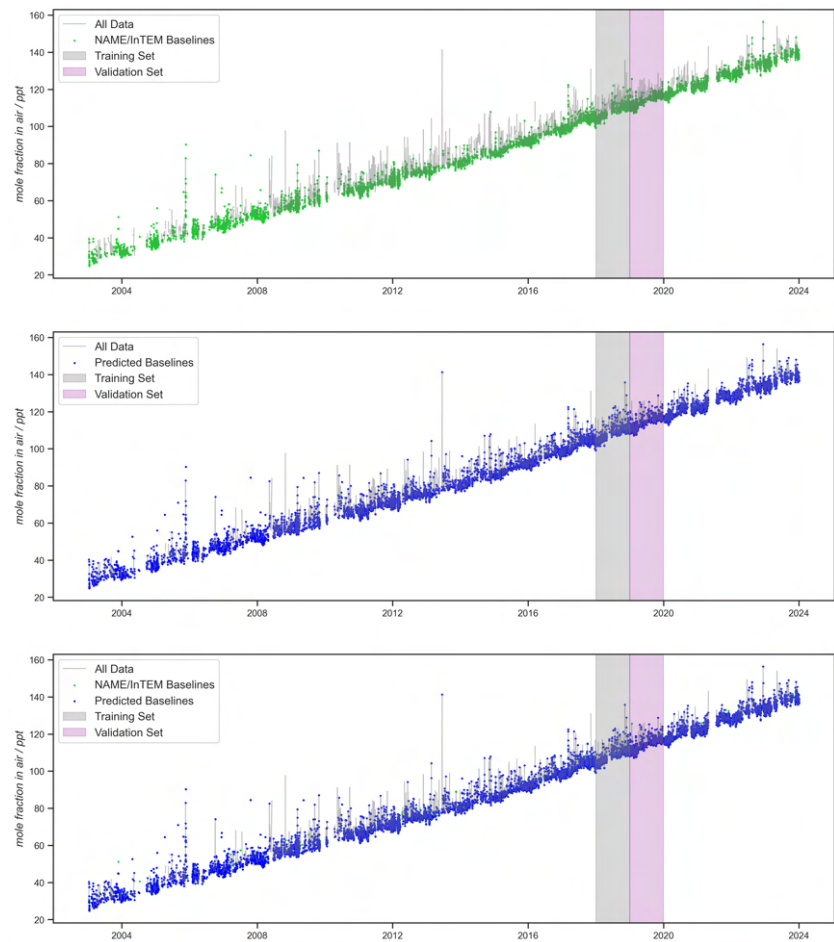 All Data
NAME/InTEM Baselines
Training Set
Validation Set
mole fraction in air / ppt
160
140
120
100
80
60
40
20
2004
2008
2012
2016
2020
2024
All Data
Predicted Baselines
Training Set
Validation Set
mole fraction in air / ppt
160
140
120
100
80
60
40
20
2004
2008
2012
2016
2020
2024
All Data
NAME/InTEM Baselines
Predicted Baselines
Training Set
Validation Set
mole fraction in air / ppt
160
140
120
100
80
60
40
20
2004
2008
2012
2016
2020
2024